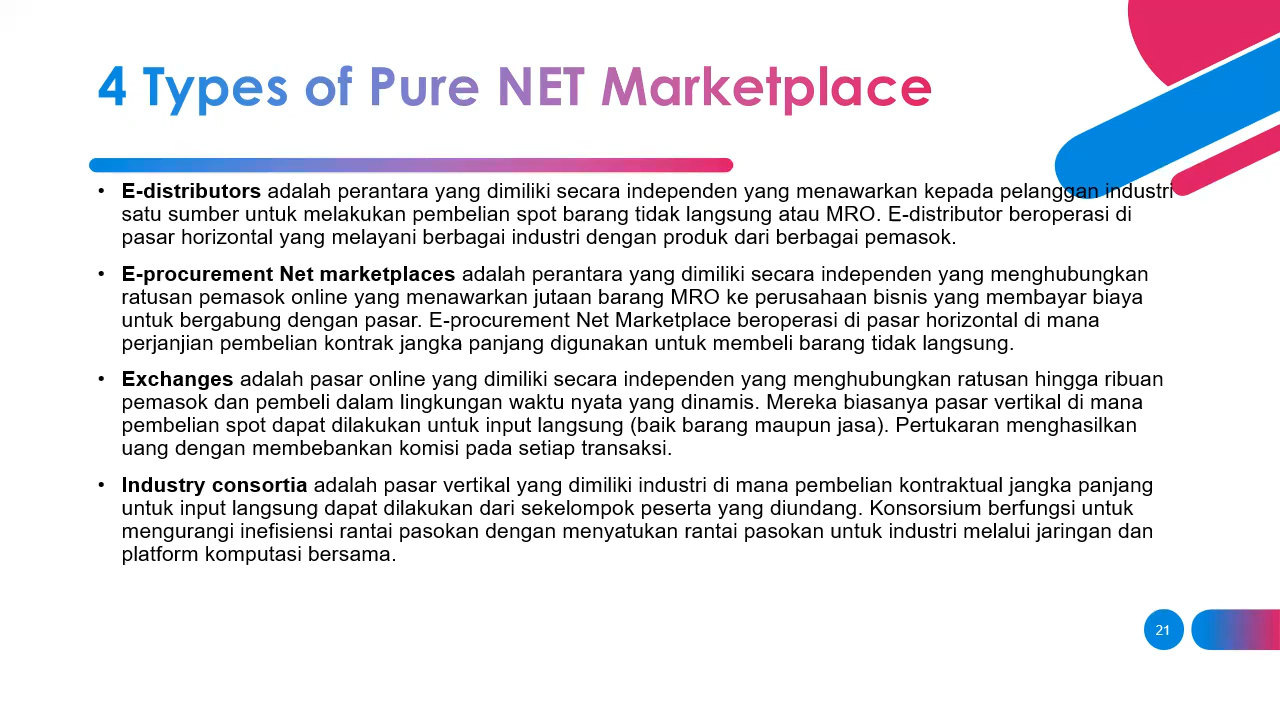 4 Types of Pure NET Marketplace
• E-distributors adalah perantara yang dimiliki secara independen yang menawarkan kepada pelanggan industri
satu sumber untuk melakukan pembelian spot barang tidak langsung atau MRO. E-distributor beroperasi di
pasar horizontal yang melayani berbagai industri dengan produk dari berbagai pemasok.
• E-procurement Net marketplaces adalah perantara yang dimiliki secara independen yang menghubungkan
ratusan pemasok online yang menawarkan jutaan barang MRO ke perusahaan bisnis yang membayar biaya
untuk bergabung dengan pasar. E-procurement Net Marketplace beroperasi di pasar horizontal di mana
perjanjian pembelian kontrak jangka panjang digunakan untuk membeli barang tidak langsung.
• Exchanges adalah pasar online yang dimiliki secara independen yang menghubungkan ratusan hingga ribuan
pemasok dan pembeli dalam lingkungan waktu nyata yang dinamis. Mereka biasanya pasar vertikal di mana
pembelian spot dapat dilakukan untuk input langsung (baik barang maupun jasa). Pertukaran menghasilkan
uang dengan membebankan komisi pada setiap transaksi.
• Industry consortia adalah pasar vertikal yang dimiliki industri di mana pembelian kontraktual jangka panjang
untuk input langsung dapat dilakukan dari sekelompok peserta yang diundang. Konsorsium berfungsi untuk
mengurangi inefisiensi rantai pasokan dengan menyatukan rantai pasokan untuk industri melalui jaringan dan
platform komputasi bersama.
21